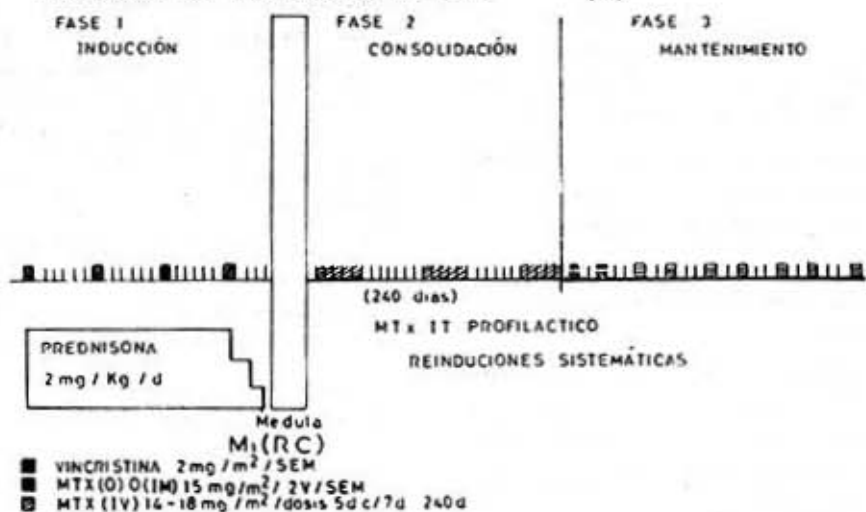 FASE 1
INDUCCIÓN
FASE 2
CONSOLIDACIÓN
FASE 3
MANTENIMIENTO
(240 dias)
MTx IT PROFILACTICO
REINDUCIONES SISTEMÁTICAS
PREDNISONA
2mg / Kg / d
Medula
M1(RC)
VINCRISTINA 2mg/m²/SEM
MTX(O) O(IM) 15 mg/m²/ 2V/SEM
MTX (IV) 14-18 mg/m²/dosis 5d c/7d 240d